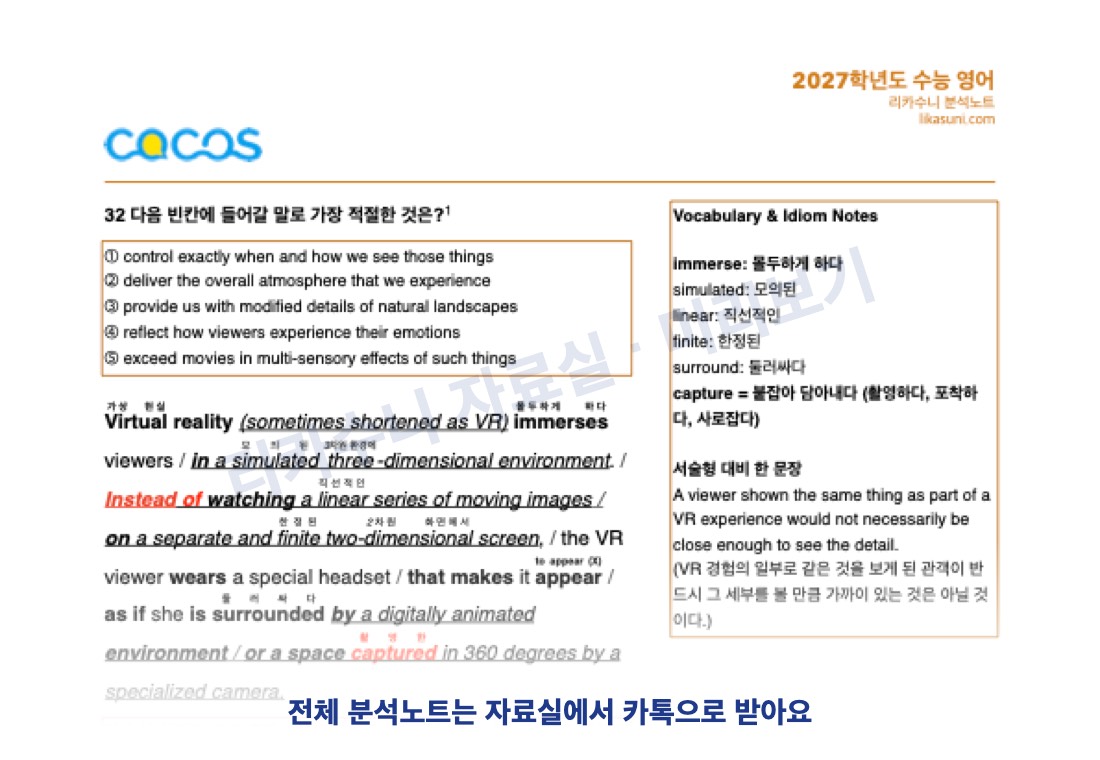 2027학년도 수능 영어
리카수니 분석노트
likasuni.com
cacos
32 다음 빈칸에 들어갈 말로 가장 적절한 것은?1
① control exactly when and how we see those things
② deliver the overall atmosphere that we experience
③ provide us with modified details of natural landscapes
④ reflect how viewers experience their emotions
⑤ exceed movies in multi-sensory effects of such things
가상 현실 몰두하게 하다
Virtual reality (sometimes shortened as VR) immerses
모의된 3차원 환경에
viewers / in a simulated three-dimensional environment. /
직선적인
Instead of watching a linear series of moving images /
한정된 2차원 화면에서
on a separate and finite two-dimensional screen, / the VR
to appear (X)
viewer wears a special headset / that makes it appear /
둘러싸다
as if she is surrounded by a digitally animated
촬영한
environment / or a space captured in 360 degrees by a
specialized camera.
Vocabulary & Idiom Notes
immerse: 몰두하게 하다
simulated: 모의된
linear: 직선적인
finite: 한정된
surround: 둘러싸다
capture = 붙잡아 담아내다 (촬영하다, 포착하
다, 사로잡다)
서술형 대비 한 문장
A viewer shown the same thing as part of a
VR experience would not necessarily be
close enough to see the detail.
(VR 경험의 일부로 같은 것을 보게 된 관객이 반
드시 그 세부를 볼 만큼 가까이 있는 것은 아닐 것
이다.)
리카수니 자료실 · 미리보기
전체 분석노트는 자료실에서 카톡으로 받아요